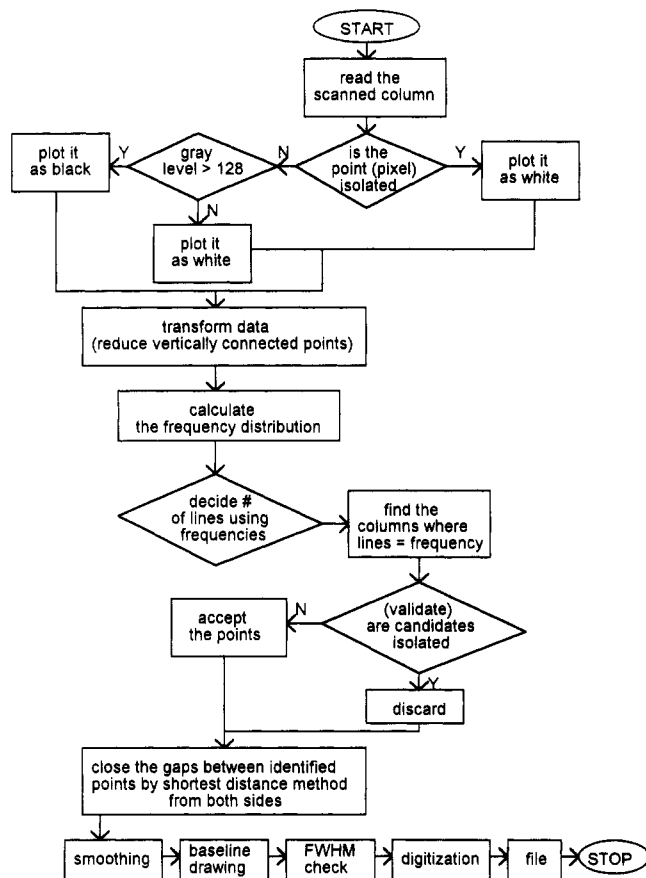 START
read the
scanned column
plot it
as black
Y
gray
level > 128
N
is the
point (pixel)
isolated
Y
plot it
as white
N
plot it
as white
transform data
(reduce vertically connected points)
calculate
the frequency distribution
decide #
of lines using
frequencies
find the
columns where
lines = frequency
accept
the points
N
(validate)
are candidates
isolated
Y
discard
close the gaps between identified
points by shortest distance method
from both sides
smoothing
baseline
drawing
FWHM
check
digitization
file
STOP